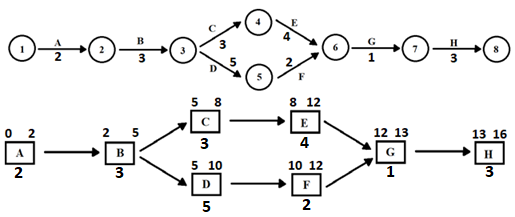 C 4 E
3 4
1 A 2 B 3 6 G 7 H 8
2 3 1 3
D 5 2
5 F
5 8 8 12
C E
0 2 2 5 3 4 12 13 13 16
A B G H
2 3 5 10 10 12 1 3
D F
5 2